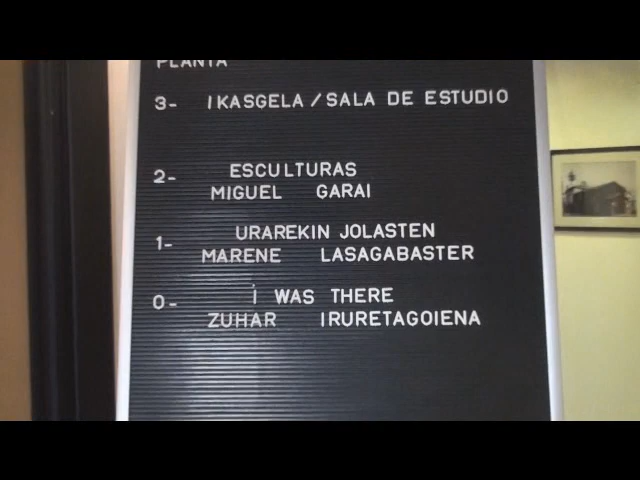 PLANTA
3- IKASGELA / SALA DE ESTUDIO
2- ESCULTURAS
MIGUEL GARAI
1- URAREKIN JOLASTEN
MARENE LASAGABASTER
0- I WAS THERE
ZUHAR IRURETAGOIENA